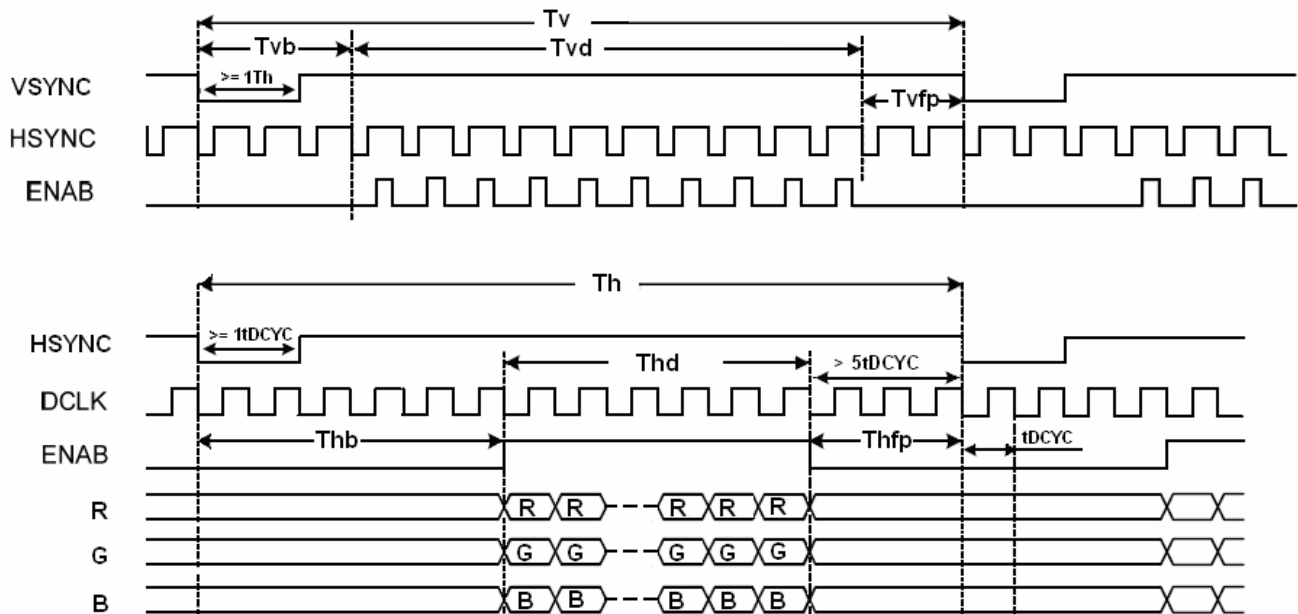 Tv
Tvb Tvd
>= 1Th
VSYNC
Tvfp
HSYNC
ENAB
Th
>= 1tDCYC
HSYNC
Thd > 5tDCYC
DCLK
Thb Thfp tDCYC
ENAB
R R R R R R
G G G G G G
B B B B B B